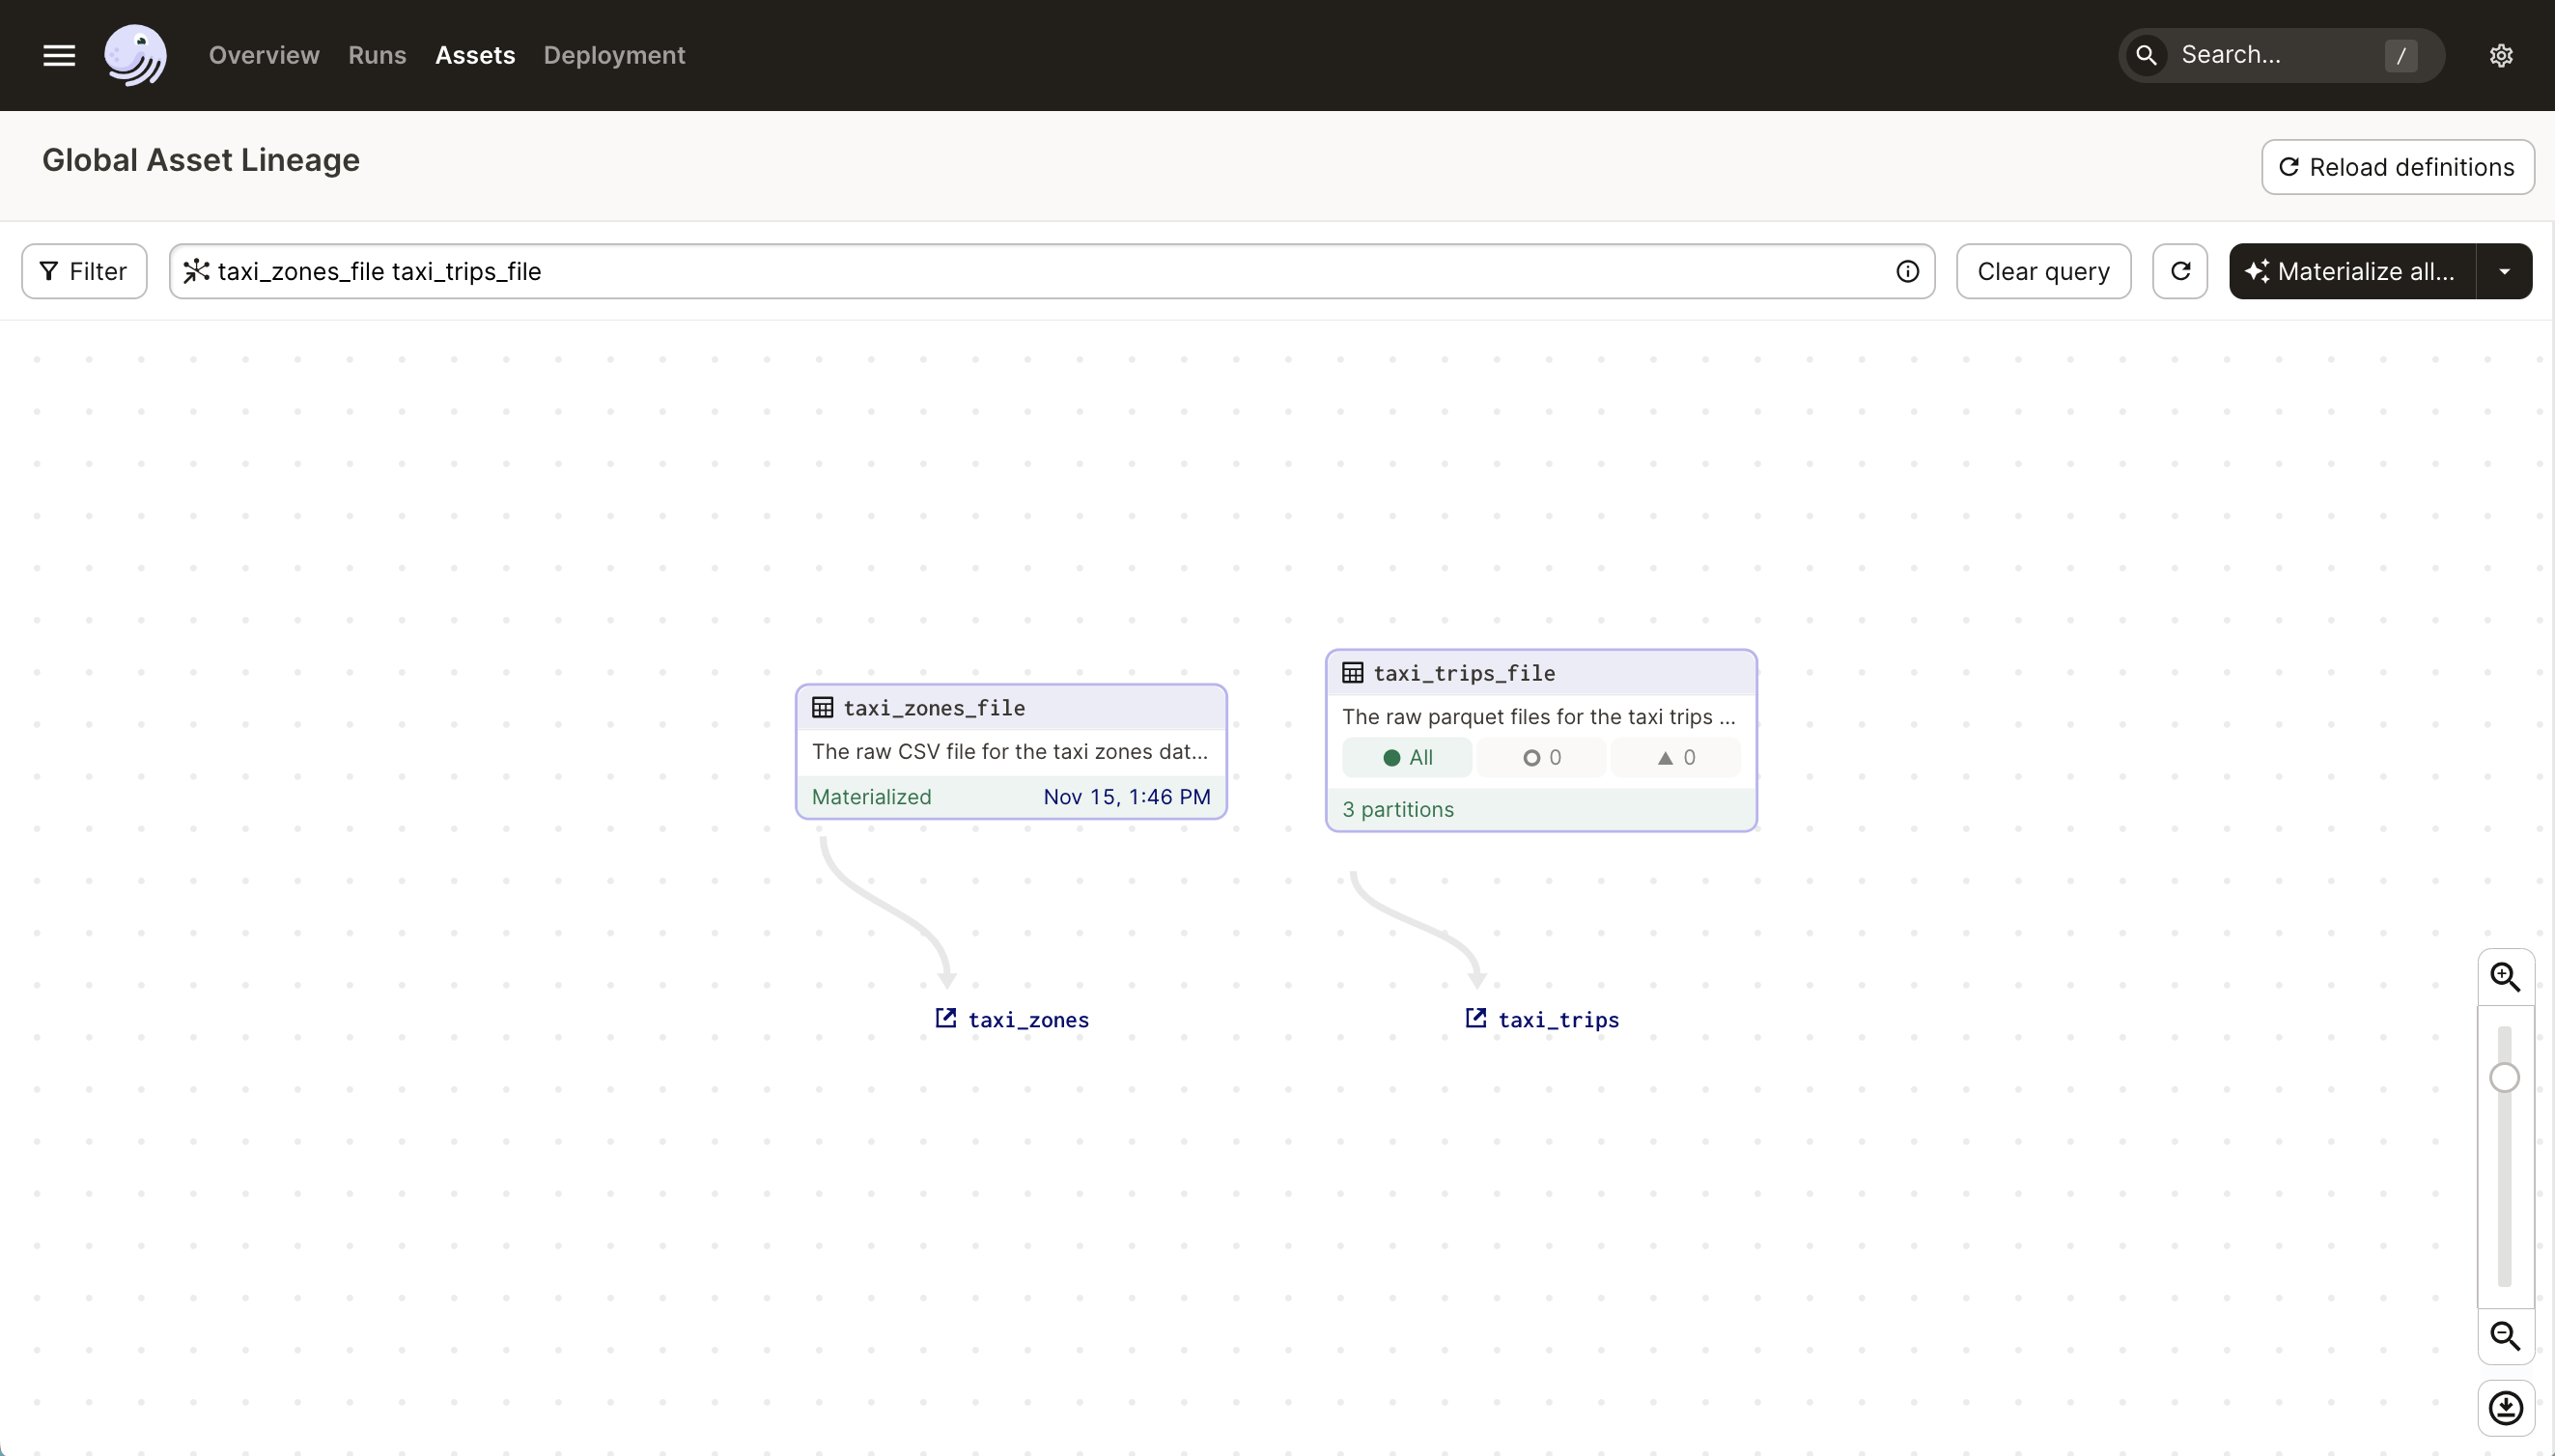 Overview Runs Assets Deployment Search... /
Global Asset Lineage
Reload definitions
Filter taxi_zones_file taxi_trips_file Clear query Materialize all...
taxi_zones_file
The raw CSV file for the taxi zones dat...
Materialized Nov 15, 1:46 PM
taxi_trips_file
The raw parquet files for the taxi trips ...
All 0 0
3 partitions
taxi_zones
taxi_trips